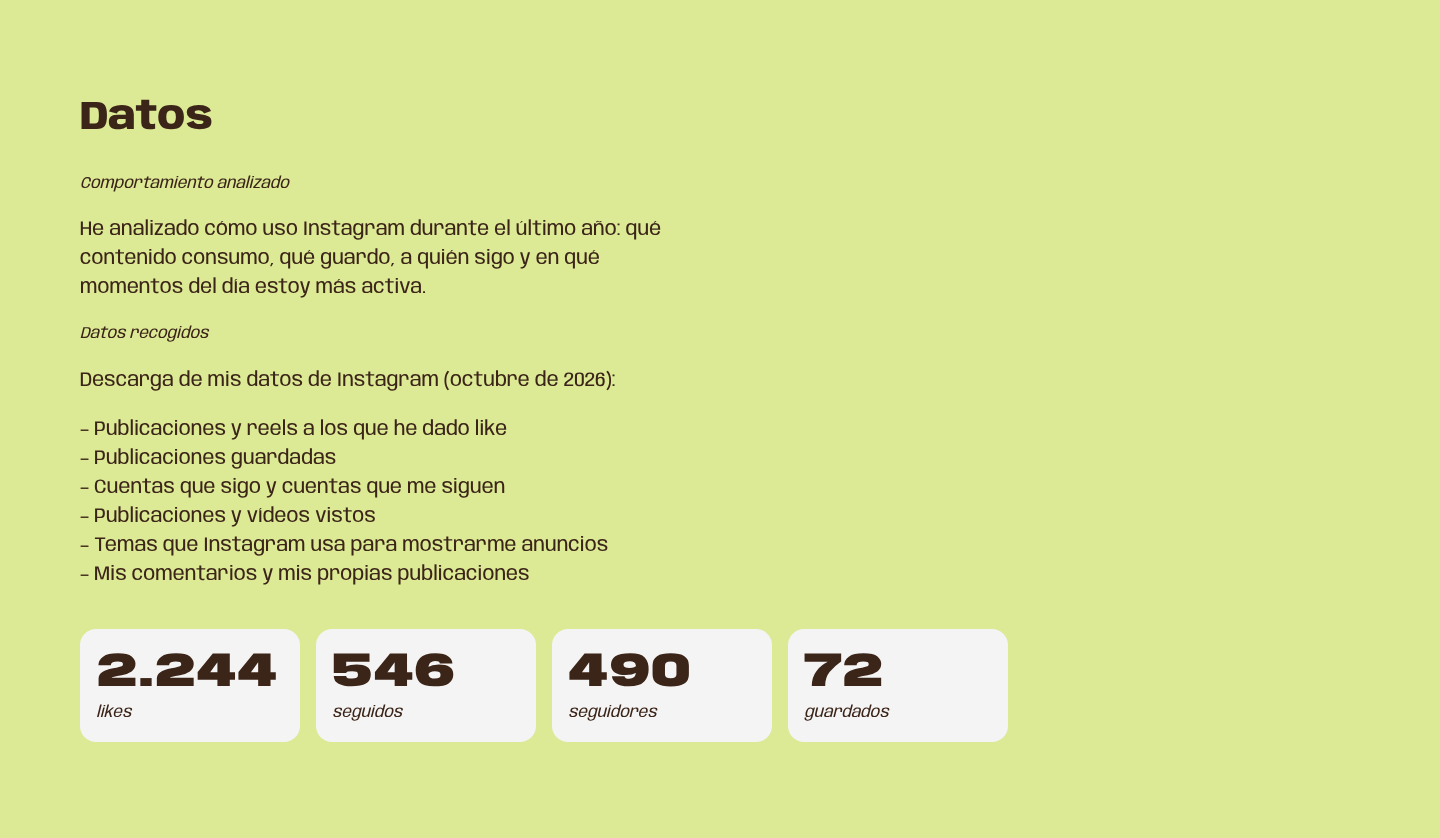 Datos
Comportamiento analizado
He analizado cómo uso Instagram durante el último año: qué
contenido consumo, qué guardo, a quién sigo y en qué
momentos del día estoy más activa.
Datos recogidos
Descarga de mis datos de Instagram (octubre de 2026):
– Publicaciones y reels a los que he dado like
– Publicaciones guardadas
– Cuentas que sigo y cuentas que me siguen
– Publicaciones y vídeos vistos
– Temas que Instagram usa para mostrarme anuncios
– Mis comentarios y mis propias publicaciones
2.244
likes
546
seguidos
490
seguidores
72
guardados